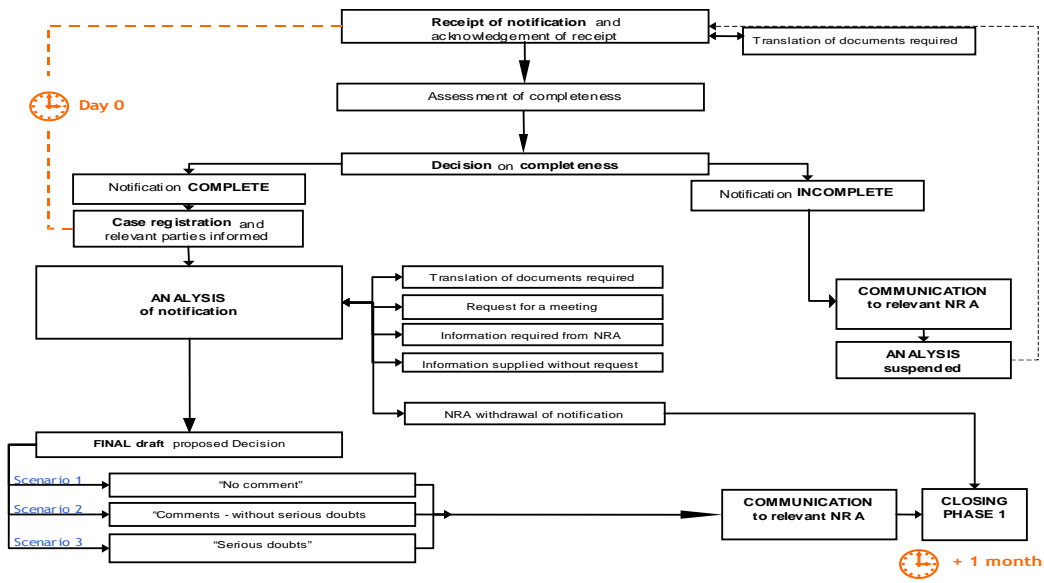 Receipt of notification and
acknowledgement of receipt
Translation of documents required
Day 0
Assessment of completeness
Decision on completeness
Notification COMPLETE
Notification INCOMPLETE
Case registration and
relevant parties informed
ANALYSIS
of notification
Translation of documents required
Request for a meeting
Information required from NRA
Information supplied without request
COMMUNICATION
to relevant NRA
ANALYSIS
suspended
NRA withdrawal of notification
FINAL draft proposed Decision
Scenario 1
"No comment"
Scenario 2
"Comments - without serious doubts
Scenario 3
"Serious doubts"
COMMUNICATION
to relevant NRA
CLOSING
PHASE 1
+ 1 month